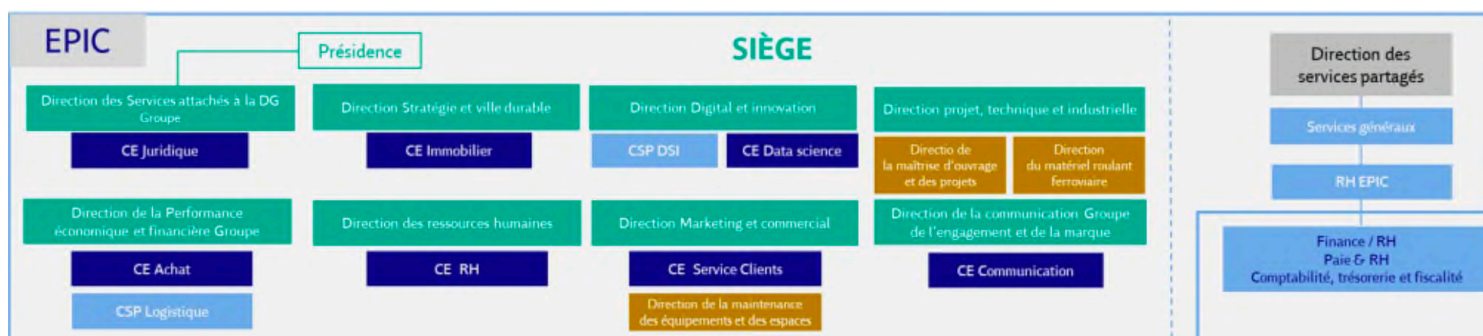 EPIC
Présidence
SIÈGE
Direction des Services attachés à la DG
Groupe
CE Juridique
Direction Stratégie et ville durable
CE Immobilier
Direction Digital et innovation
CSP DSI
CE Data science
Direction projet, technique et industrielle
Directio de
la maîtrise d'ouvrage
et des projets
Direction
du matériel roulant
ferroviaire
Direction de la Performance
économique et financière Groupe
CE Achat
CSP Logistique
Direction des ressources humaines
CE RH
Direction Marketing et commercial
CE Service Clients
Direction de la maintenance
des équipements et des espaces
Direction de la communication Groupe
de l'engagement et de la marque
CE Communication
Direction des
services partagés
Services généraux
RH EPIC
Finance / RH
Paie & RH
Comptabilité, trésorerie et fiscalité